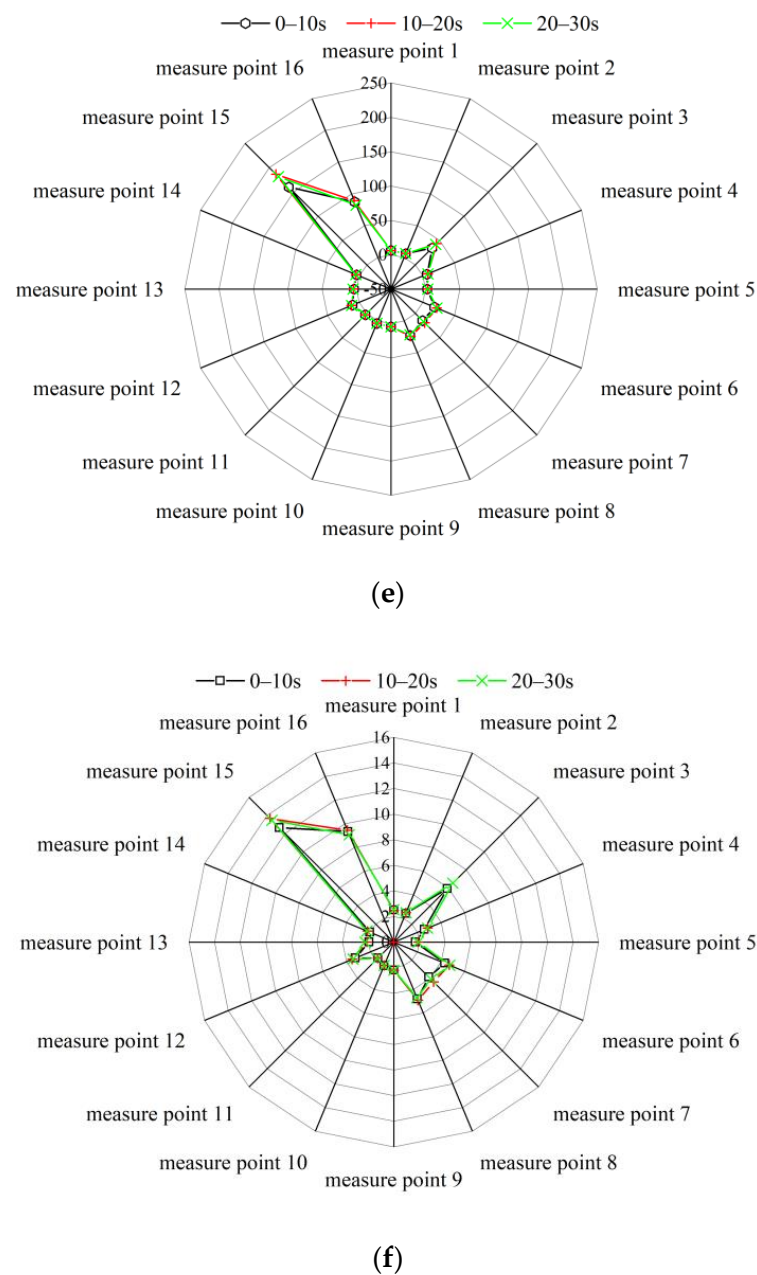 0–10s 10–20s 20–30s
measure point 1
measure point 16
measure point 2
measure point 15
measure point 3
measure point 14
measure point 4
measure point 13
measure point 5
measure point 12
measure point 6
measure point 11
measure point 7
measure point 10
measure point 8
measure point 9
250
200
150
100
50
0
-50
(e)
0–10s 10–20s 20–30s
measure point 1
measure point 16
measure point 2
measure point 15
measure point 3
measure point 14
measure point 4
measure point 13
measure point 5
measure point 12
measure point 6
measure point 11
measure point 7
measure point 10
measure point 8
measure point 9
16
14
12
10
8
6
4
2
0
(f)